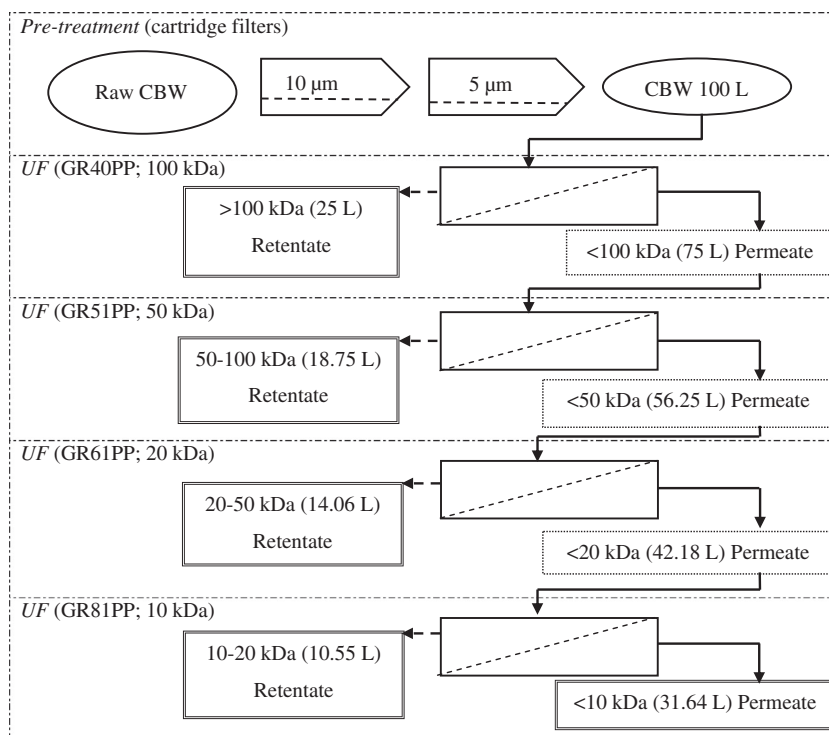 Pre-treatment (cartridge filters)
Raw CBW
10 µm
5 µm
CBW 100 L
UF (GR40PP; 100 kDa)
>100 kDa (25 L)
Retentate
<100 kDa (75 L) Permeate
UF (GR51PP; 50 kDa)
50-100 kDa (18.75 L)
Retentate
<50 kDa (56.25 L) Permeate
UF (GR61PP; 20 kDa)
20-50 kDa (14.06 L)
Retentate
<20 kDa (42.18 L) Permeate
UF (GR81PP; 10 kDa)
10-20 kDa (10.55 L)
Retentate
<10 kDa (31.64 L) Permeate